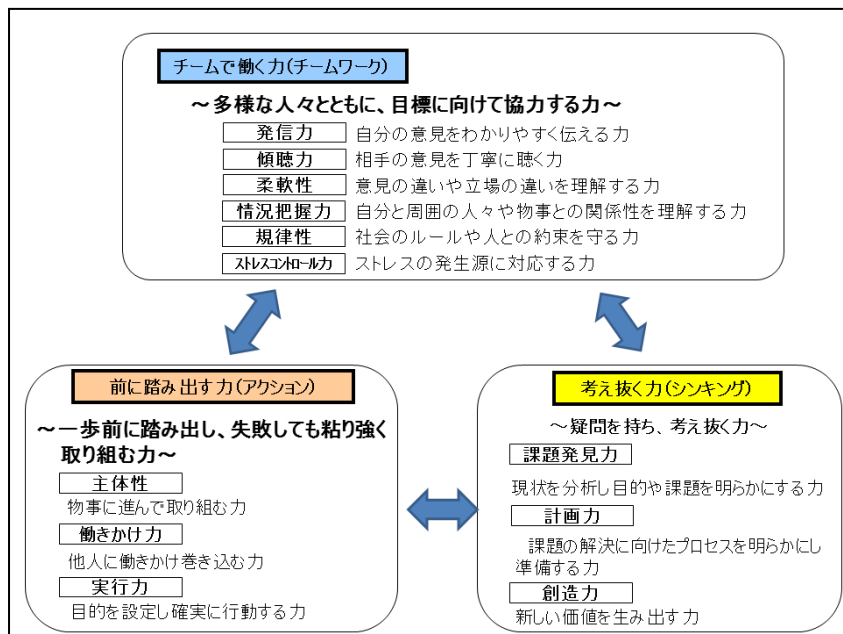 チームで働く力(チームワーク)
～多様な人々とともに、目標に向けて協力する力～
発信力 自分の意見をわかりやすく伝える力
傾聴力 相手の意見を丁寧に聴く力
柔軟性 意見の違いや立場の違いを理解する力
情況把握力 自分と周囲の人々や物事との関係性を理解する力
規律性 社会のルールや人との約束を守る力
ストレスコントロール力 ストレスの発生源に対応する力
前に踏み出す力(アクション)
～一歩前に踏み出し、失敗しても粘り強く
取り組む力～
主体性
物事に進んで取り組む力
働きかけ力
他人に働きかけ巻き込む力
実行力
目的を設定し確実に行動する力
考え抜く力(シンキング)
～疑問を持ち、考え抜く力～
課題発見力
現状を分析し目的や課題を明らかにする力
計画力
課題の解決に向けたプロセスを明らかにし
準備する力
創造力
新しい価値を生み出す力